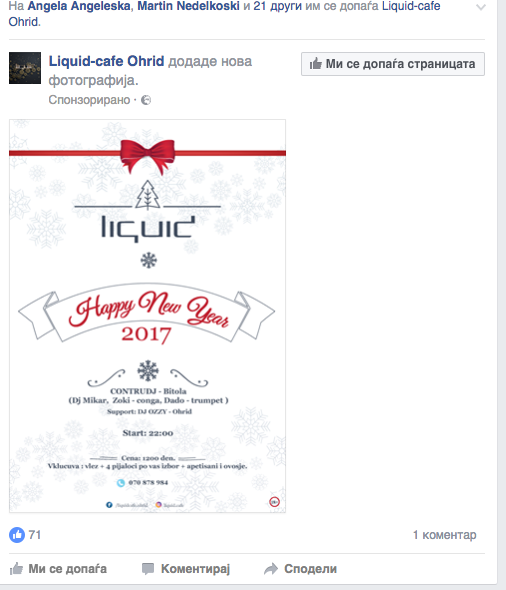 На Angela Angeleska, Martin Nedelkoski и 21 други им се допаѓа Liquid-cafe
Ohrid.
Liquid-cafe Ohrid додаде нова
фотографија.
Спонзорирано ·
Ми се допаѓа страницата
liquid
Happy New Year
2017
CONTRUDJ - Bitola
(Dj Mikar, Zoki - conga, Dado - trumpet )
Support: DJ OZZY - Ohrid
Start: 22:00
Cena: 1200 den.
Vklucuva : vlez + 4 pijaloci po vas izbor + apetisani i ovosje.
070 878 984
71
1 коментар
Ми се допаѓа
Коментирај
Сподели